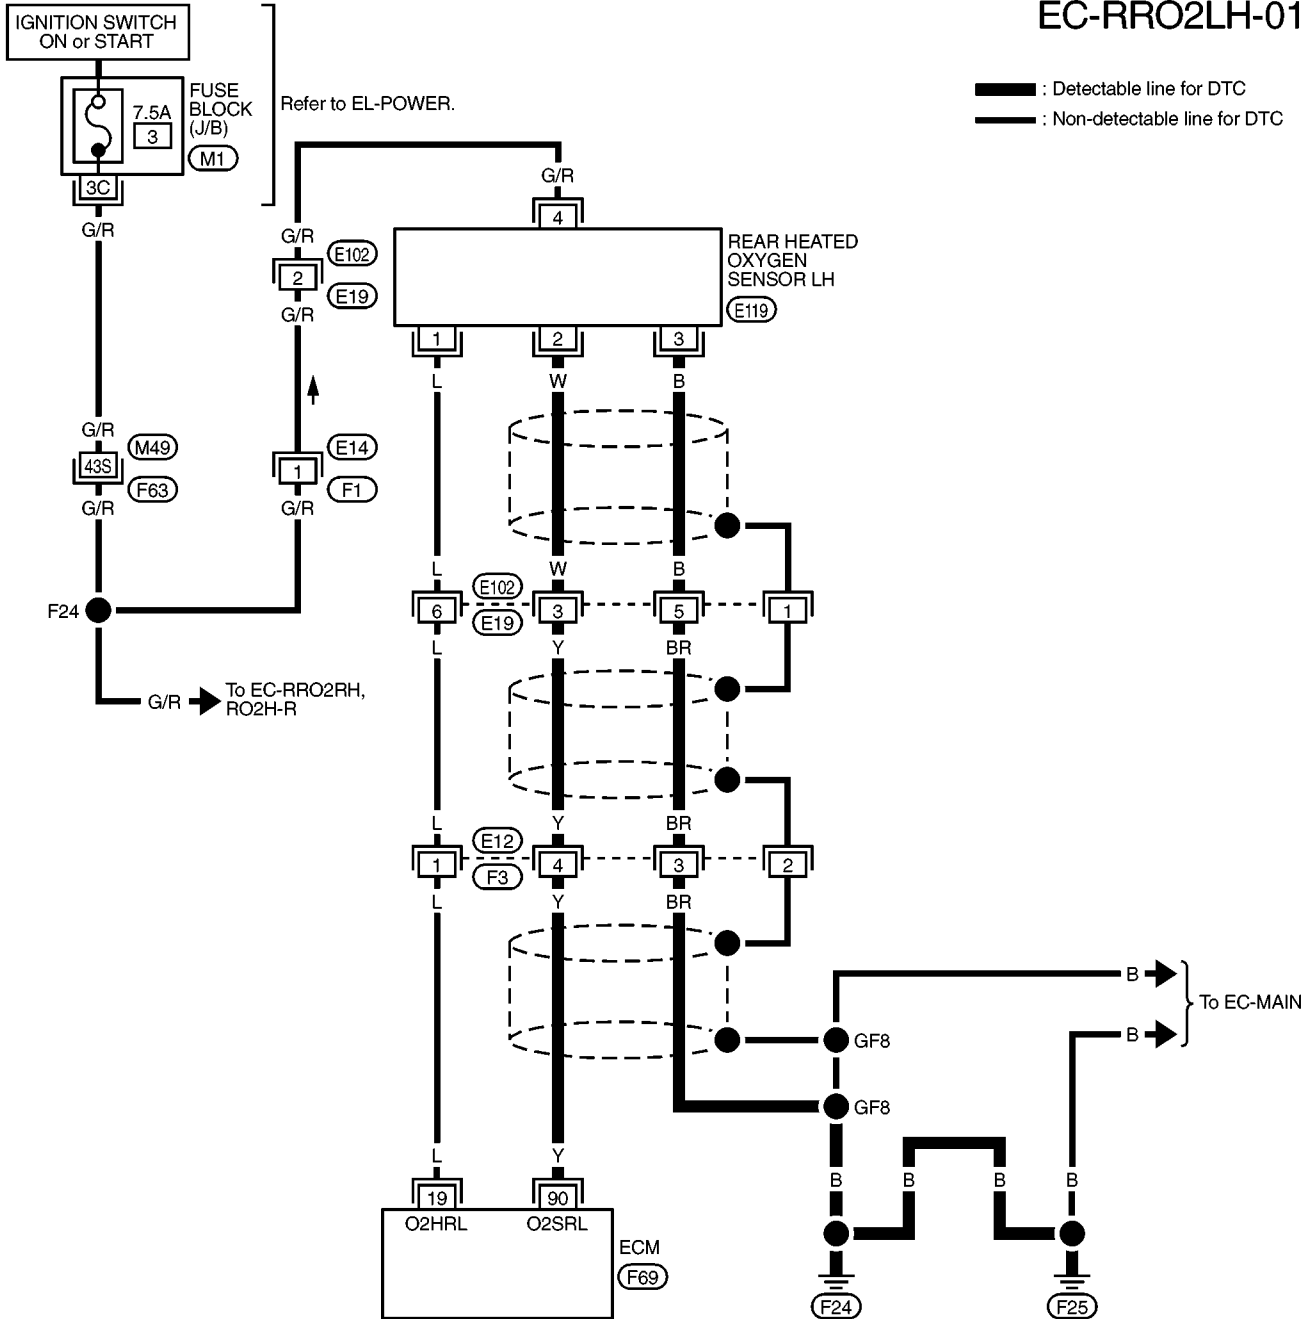 EC-RRO2LH-01
IGNITION SWITCH
ON or START
FUSE
BLOCK
(J/B)
7.5A
3
M1
Refer to EL-POWER.
: Detectable line for DTC
: Non-detectable line for DTC
3C
G/R
G/R
4
G/R
E102
2
E19
G/R
REAR HEATED
OXYGEN
SENSOR LH
E119
1
2
3
L
W
B
G/R
M49
43S
F63
G/R
E14
1
F1
G/R
L
W
B
E102
6
3
5
1
E19
F24
L
Y
BR
G/R
To EC-RRO2RH,
RO2H-R
L
Y
BR
E12
1
4
3
2
F3
L
Y
BR
B
To EC-MAIN
B
GF8
GF8
L
Y
B
B
B
B
19
90
O2HRL
O2SRL
ECM
F69
F24
F25